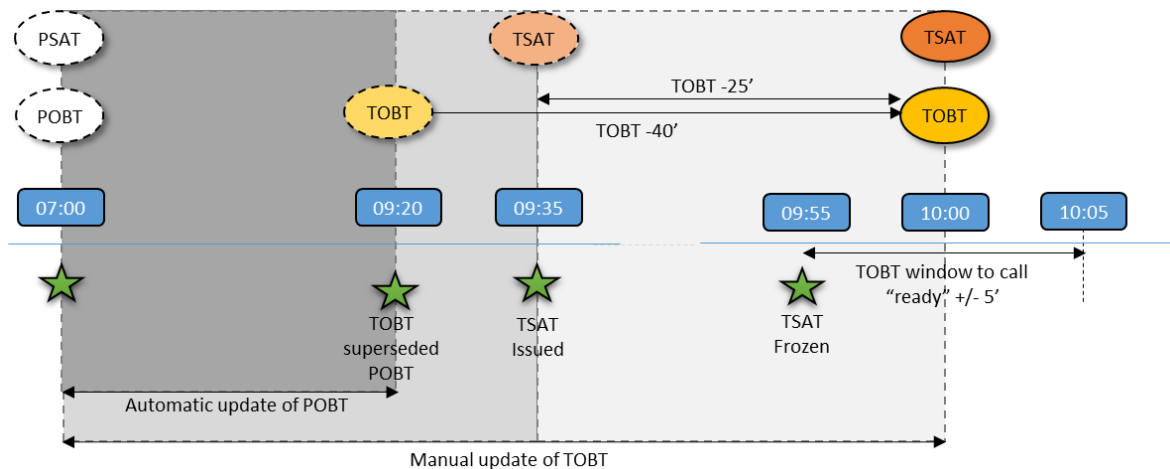 PSAT
TSAT
TSAT
TOBT -25’
POBT
TOBT
TOBT
TOBT -40’
07:00
09:20
09:35
09:55
10:00
10:05
TOBT window to call
“ready” +/- 5’
TOBT
superseded
POBT
TSAT
Issued
TSAT
Frozen
Automatic update of POBT
Manual update of TOBT